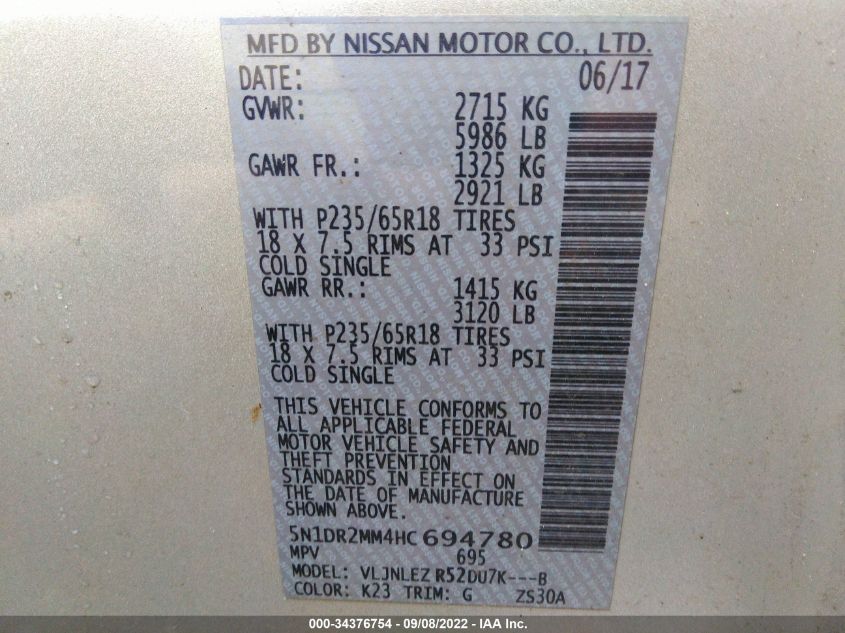 MFD BY NISSAN MOTOR CO., LTD.
DATE: 06/17
GVWR: 2715 KG
5986 LB
GAWR FR.: 1325 KG
2921 LB
WITH P235/65R18 TIRES
18 X 7.5 RIMS AT 33 PSI
COLD SINGLE
GAWR RR.: 1415 KG
3120 LB
WITH P235/65R18 TIRES
18 X 7.5 RIMS AT 33 PSI
COLD SINGLE
THIS VEHICLE CONFORMS TO
ALL APPLICABLE FEDERAL
MOTOR VEHICLE SAFETY AND
THEFT PREVENTION
STANDARDS IN EFFECT ON
THE DATE OF MANUFACTURE
SHOWN ABOVE.
5N1DR2MM4HC694780
MPV 695
MODEL: VLJNLEZ R52DU7K---B
COLOR: K23 TRIM: G ZS30A
000-34376754 - 09/08/2022 - IAA Inc.